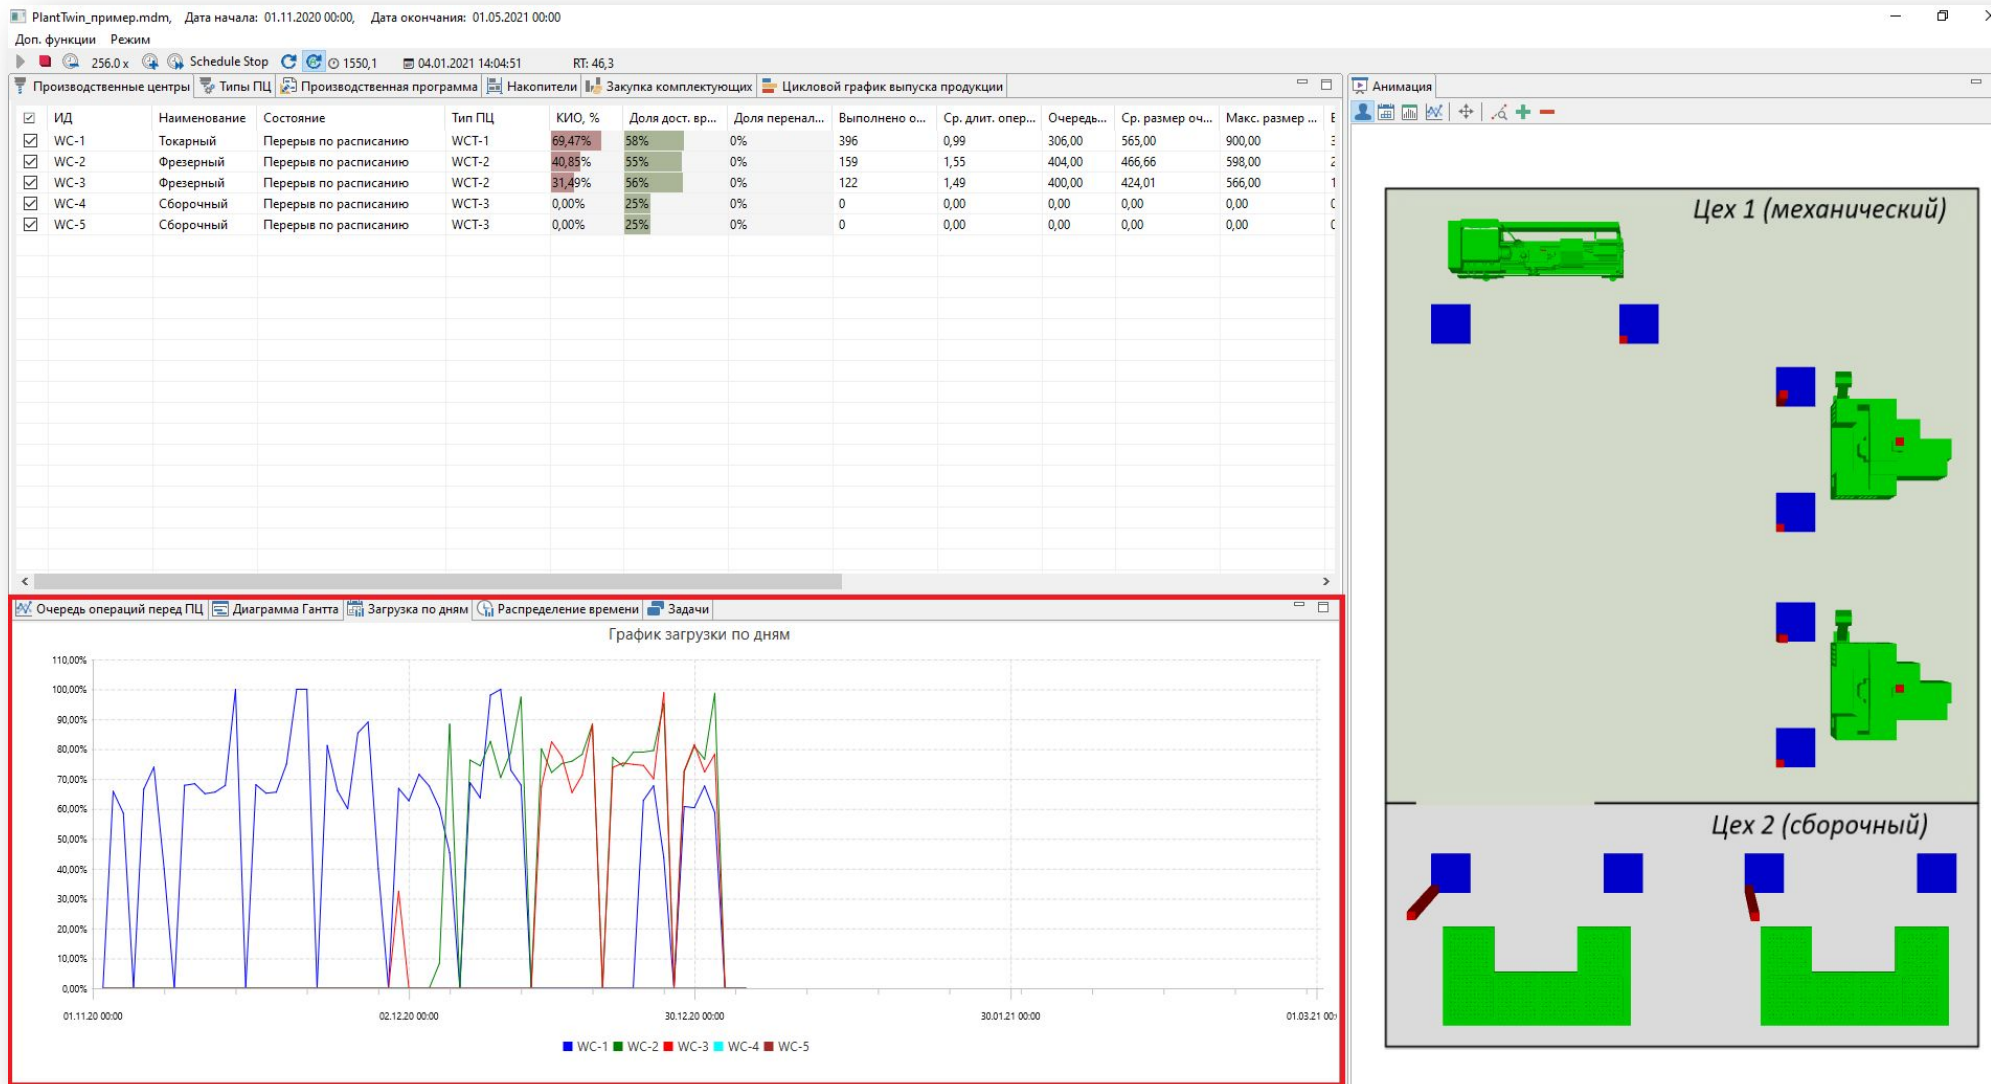 PlantTwin_пример.mdm, Дата начала: 01.11.2020 00:00, Дата окончания: 01.05.2021 00:00
Доп. функции Режим
256.0 x Schedule Stop 1550,1 04.01.2021 14:04:51 RT: 46,3
Производственные центры Типы ПЦ Производственная программа Накопители Закупка комплектующих Цикловой график выпуска продукции
ИД Наименование Состояние Тип ПЦ КИО, % Доля дост. вр... Доля перенал... Выполнено о... Ср. длит. опер... Очередь... Ср. размер оч... Макс. размер ...
WC-1 Токарный Перерыв по расписанию WCT-1 69,47% 58% 0% 396 0,99 306,00 565,00 900,00
WC-2 Фрезерный Перерыв по расписанию WCT-2 40,85% 55% 0% 159 1,55 404,00 466,66 598,00
WC-3 Фрезерный Перерыв по расписанию WCT-2 31,49% 56% 0% 122 1,49 400,00 424,01 566,00
WC-4 Сборочный Перерыв по расписанию WCT-3 0,00% 25% 0% 0 0,00 0,00 0,00 0,00
WC-5 Сборочный Перерыв по расписанию WCT-3 0,00% 25% 0% 0 0,00 0,00 0,00 0,00
Очередь операций перед ПЦ Диаграмма Гантта Загрузка по дням Распределение времени Задачи
График загрузки по дням
110,00%
100,00%
90,00%
80,00%
70,00%
60,00%
50,00%
40,00%
30,00%
20,00%
10,00%
0,00%
01.11.20 00:00 02.12.20 00:00 30.12.20 00:00 30.01.21 00:00 01.03.21 00:
WC-1 WC-2 WC-3 WC-4 WC-5
Анимация
Цех 1 (механический)
Цех 2 (сборочный)